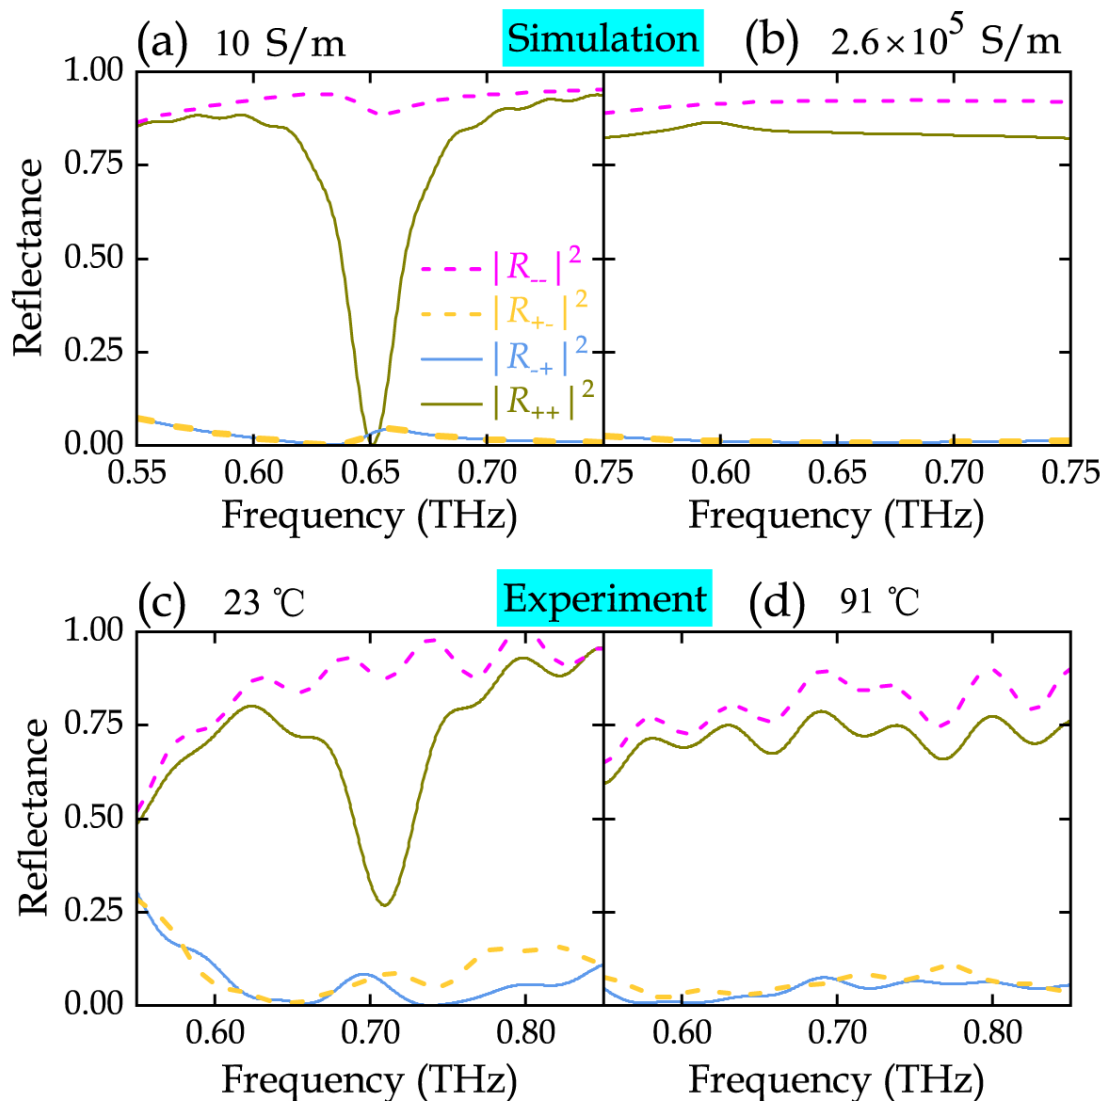 (a) 10 S/m Simulation (b) 2.6×10⁵ S/m
1.00
0.75
0.50
0.25
0.00
Reflectance
|R₋₋|²
|R₊₋|²
|R₋₊|²
|R₊₊|²
0.55 0.60 0.65 0.70 0.75 0.60 0.65 0.70 0.75
Frequency (THz) Frequency (THz)
(c) 23 ℃ Experiment (d) 91 ℃
1.00
0.75
0.50
0.25
0.00
Reflectance
0.60 0.70 0.80 0.60 0.70 0.80
Frequency (THz) Frequency (THz)